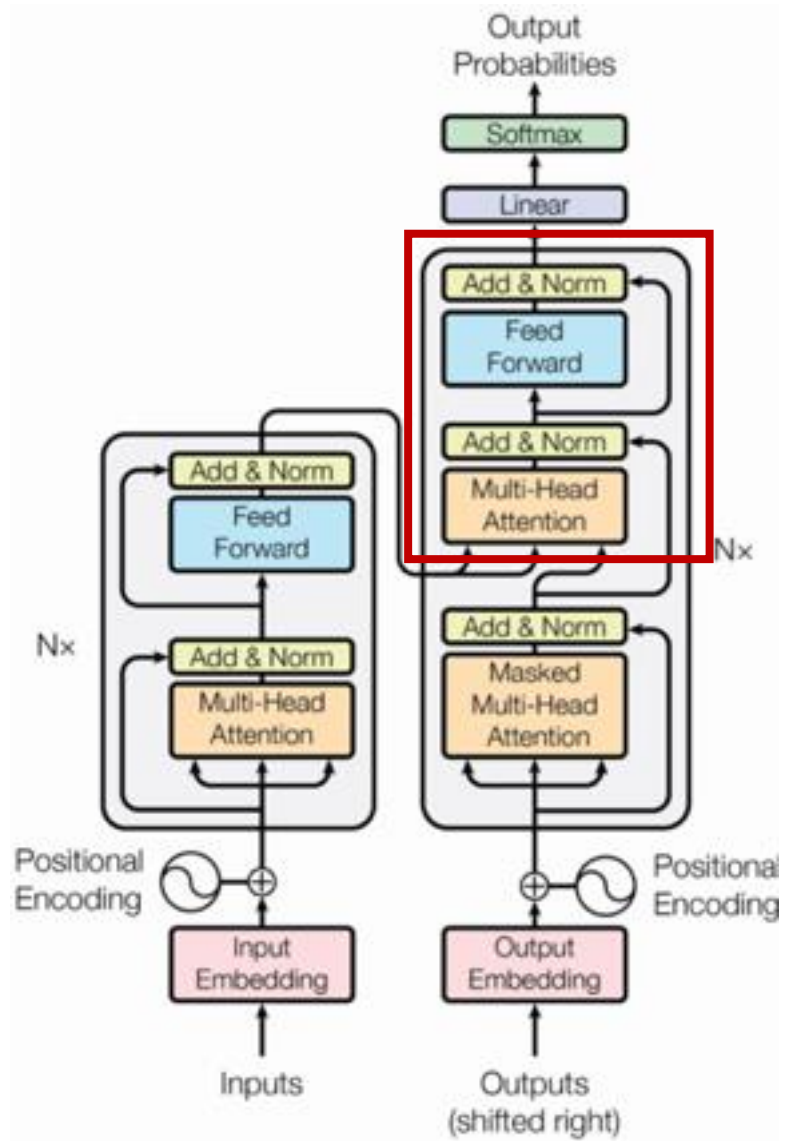 Output
Probabilities
Softmax
Linear
Add & Norm
Feed
Forward
Add & Norm
Multi-Head
Attention
Add & Norm
Feed
Forward
N×
Add & Norm
Masked
Multi-Head
Attention
N×
Add & Norm
Multi-Head
Attention
Positional
Encoding
Positional
Encoding
Input
Embedding
Output
Embedding
Inputs
Outputs
(shifted right)